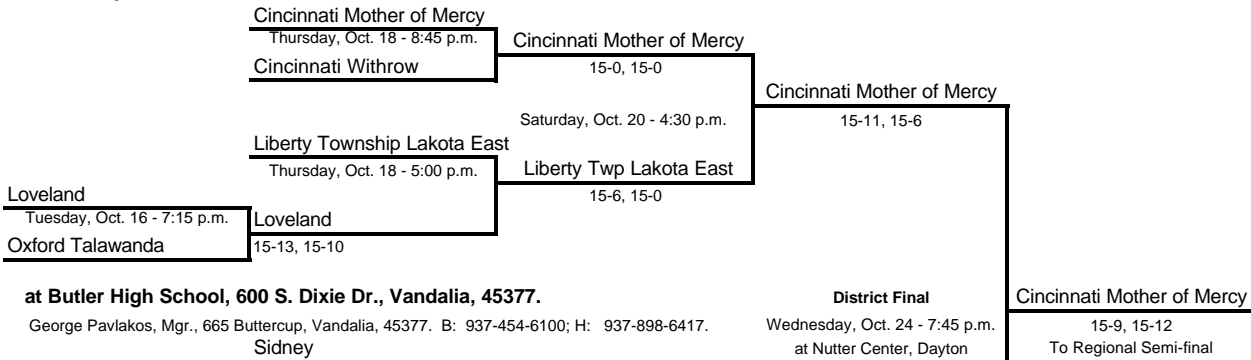 Cincinnati Mother of Mercy
Thursday, Oct. 18 - 8:45 p.m.
Cincinnati Mother of Mercy
Cincinnati Withrow
15-0, 15-0
Cincinnati Mother of Mercy
Saturday, Oct. 20 - 4:30 p.m.
15-11, 15-6
Liberty Township Lakota East
Thursday, Oct. 18 - 5:00 p.m.
Liberty Twp Lakota East
Loveland
15-6, 15-0
Tuesday, Oct. 16 - 7:15 p.m.
Loveland
Oxford Talawanda
15-13, 15-10
at Butler High School, 600 S. Dixie Dr., Vandalia, 45377.
District Final
Cincinnati Mother of Mercy
George Pavlakos, Mgr., 665 Buttercup, Vandalia, 45377. B: 937-454-6100; H: 937-898-6417.
Wednesday, Oct. 24 - 7:45 p.m.
15-9, 15-12
Sidney
at Nutter Center, Dayton
To Regional Semi-final